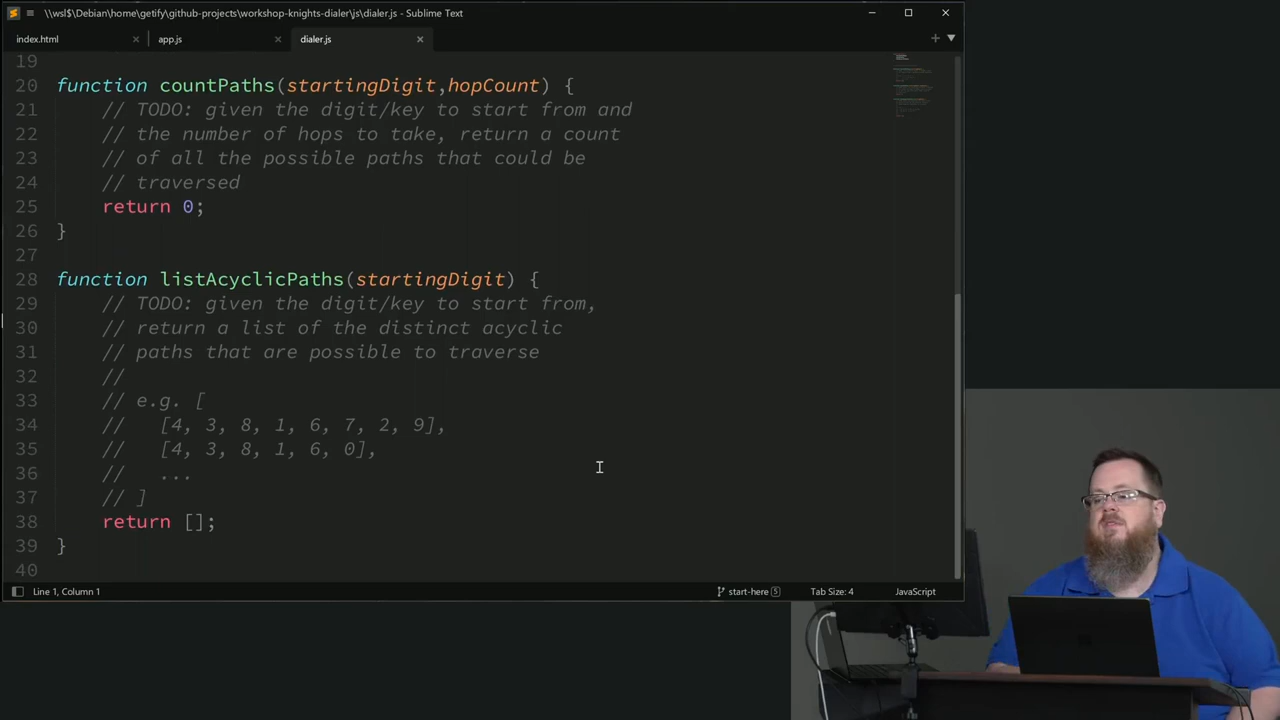 \\wsl$\Debian\home\getify\github-projects\workshop-knights-dialer\js\dialer.js - Sublime Text
index.html
app.js
dialer.js
19
20 function countPaths(startingDigit,hopCount) {
21 // TODO: given the digit/key to start from and
22 // the number of hops to take, return a count
23 // of all the possible paths that could be
24 // traversed
25 return 0;
26 }
27
28 function listAcyclicPaths(startingDigit) {
29 // TODO: given the digit/key to start from,
30 // return a list of the distinct acyclic
31 // paths that are possible to traverse
32 //
33 // e.g. [
34 // [4, 3, 8, 1, 6, 7, 2, 9],
35 // [4, 3, 8, 1, 6, 0],
36 // ...
37 // ]
38 return [];
39 }
40
Line 1, Column 1
start-here 5
Tab Size: 4
JavaScript